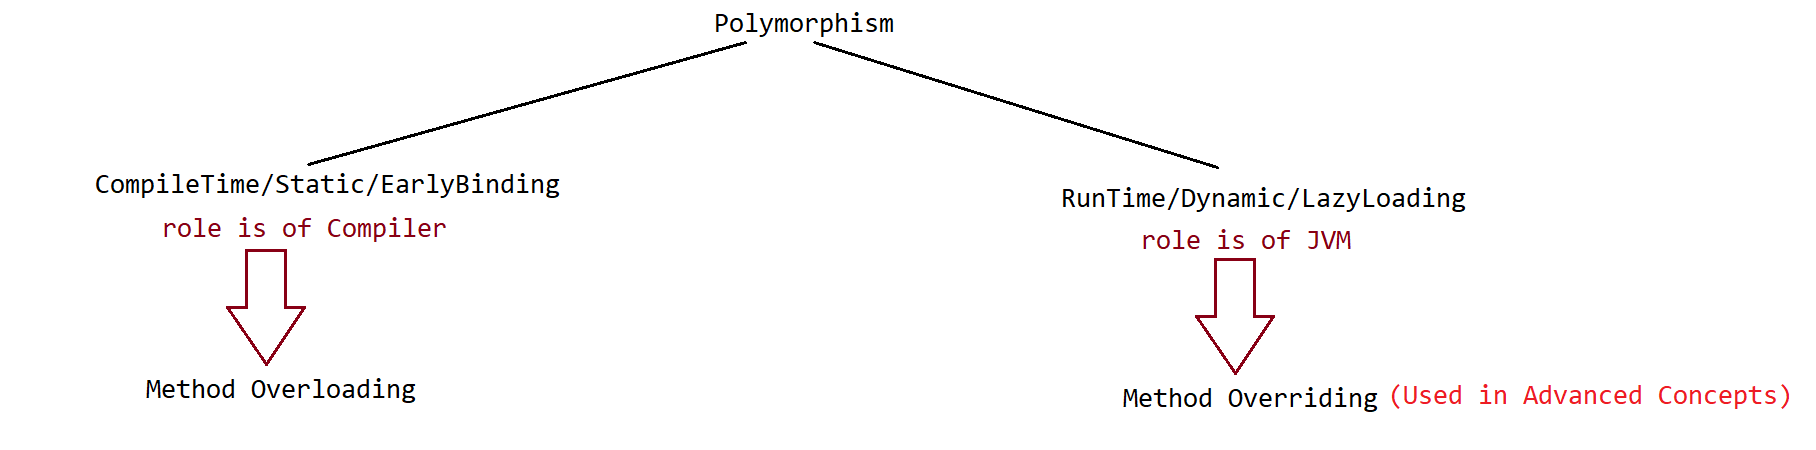 Polymorphism
CompileTime/Static/EarlyBinding
role is of Compiler
Method Overloading
RunTime/Dynamic/LazyLoading
role is of JVM
Method Overriding (Used in Advanced Concepts)